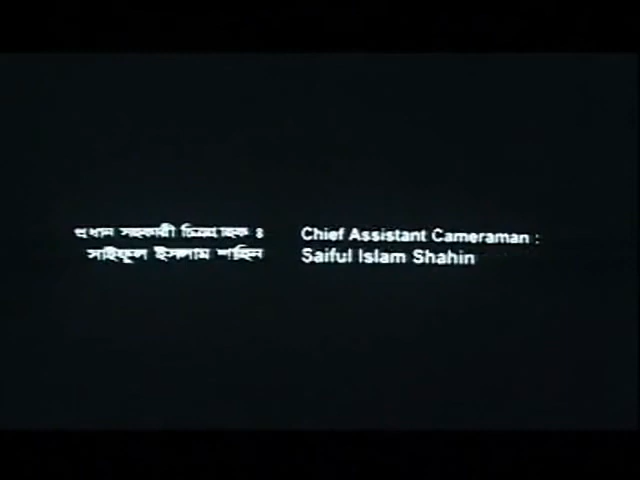 প্রধান সহকারী চিত্রগ্রাহক ঃ
সাইফুল ইসলাম শাহিন
Chief Assistant Cameraman :
Saiful Islam Shahin